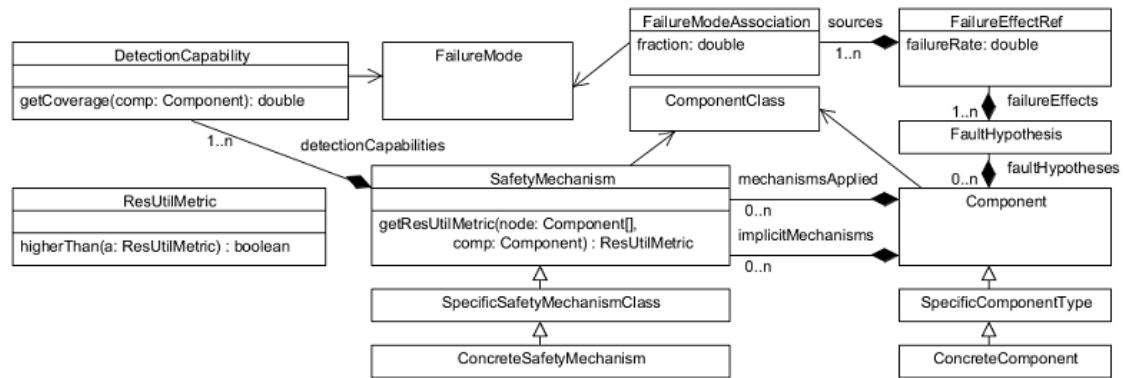 FailureModeAssociation
fraction: double
sources
1..n
FailureEffectRef
failureRate: double
DetectionCapability
getCoverage(comp: Component): double
FailureMode
ComponentClass
1..n
failureEffects
FaultHypothesis
1..n
detectionCapabilities
0..n
faultHypotheses
SafetyMechanism
getResUtilMetric(node: Component[],
comp: Component) : ResUtilMetric
mechanismsApplied
0..n
implicitMechanisms
0..n
Component
ResUtilMetric
higherThan(a: ResUtilMetric) : boolean
SpecificSafetyMechanismClass
SpecificComponentType
ConcreteSafetyMechanism
ConcreteComponent